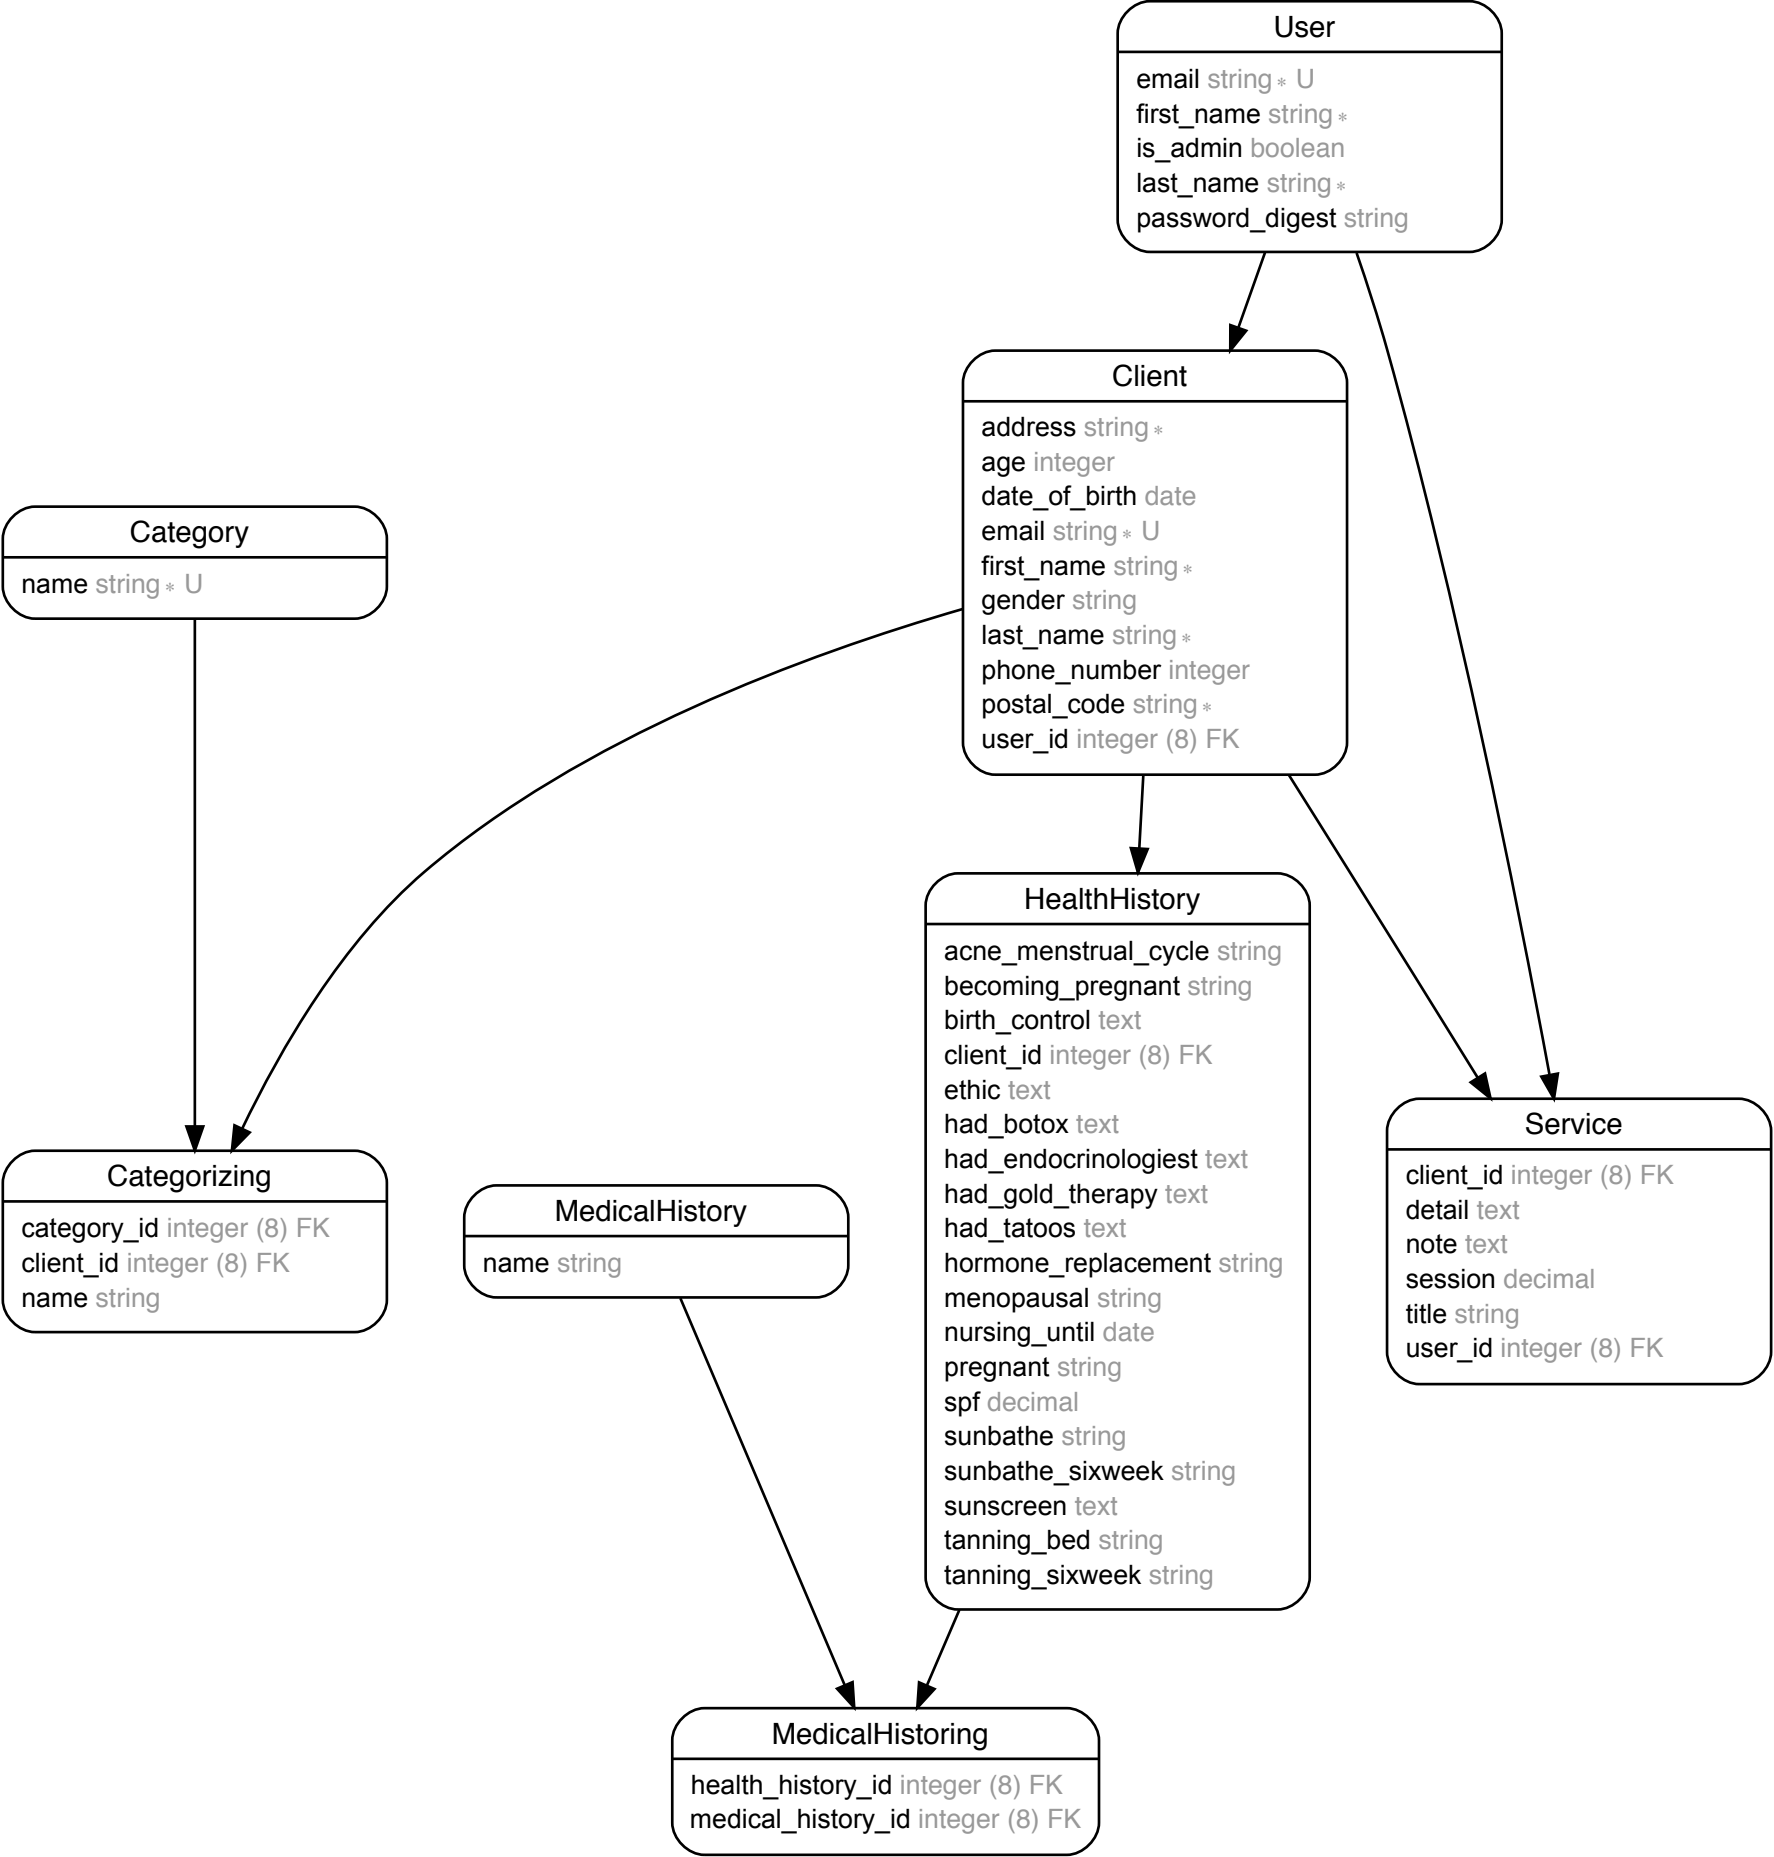 User
email string∗ U
first_name string∗
is_admin boolean
last_name string∗
password_digest string
Client
address string∗
age integer
date_of_birth date
email string∗ U
first_name string∗
gender string
last_name string∗
phone_number integer
postal_code string∗
user_id integer (8) FK
Category
name string∗ U
HealthHistory
acne_menstrual_cycle string
becoming_pregnant string
birth_control text
client_id integer (8) FK
ethic text
had_botox text
had_endocrinologiest text
had_gold_therapy text
had_tatoos text
hormone_replacement string
menopausal string
nursing_until date
pregnant string
spf decimal
sunbathe string
sunbathe_sixweek string
sunscreen text
tanning_bed string
tanning_sixweek string
Service
client_id integer (8) FK
detail text
note text
session decimal
title string
user_id integer (8) FK
Categorizing
category_id integer (8) FK
client_id integer (8) FK
name string
MedicalHistory
name string
MedicalHistoring
health_history_id integer (8) FK
medical_history_id integer (8) FK